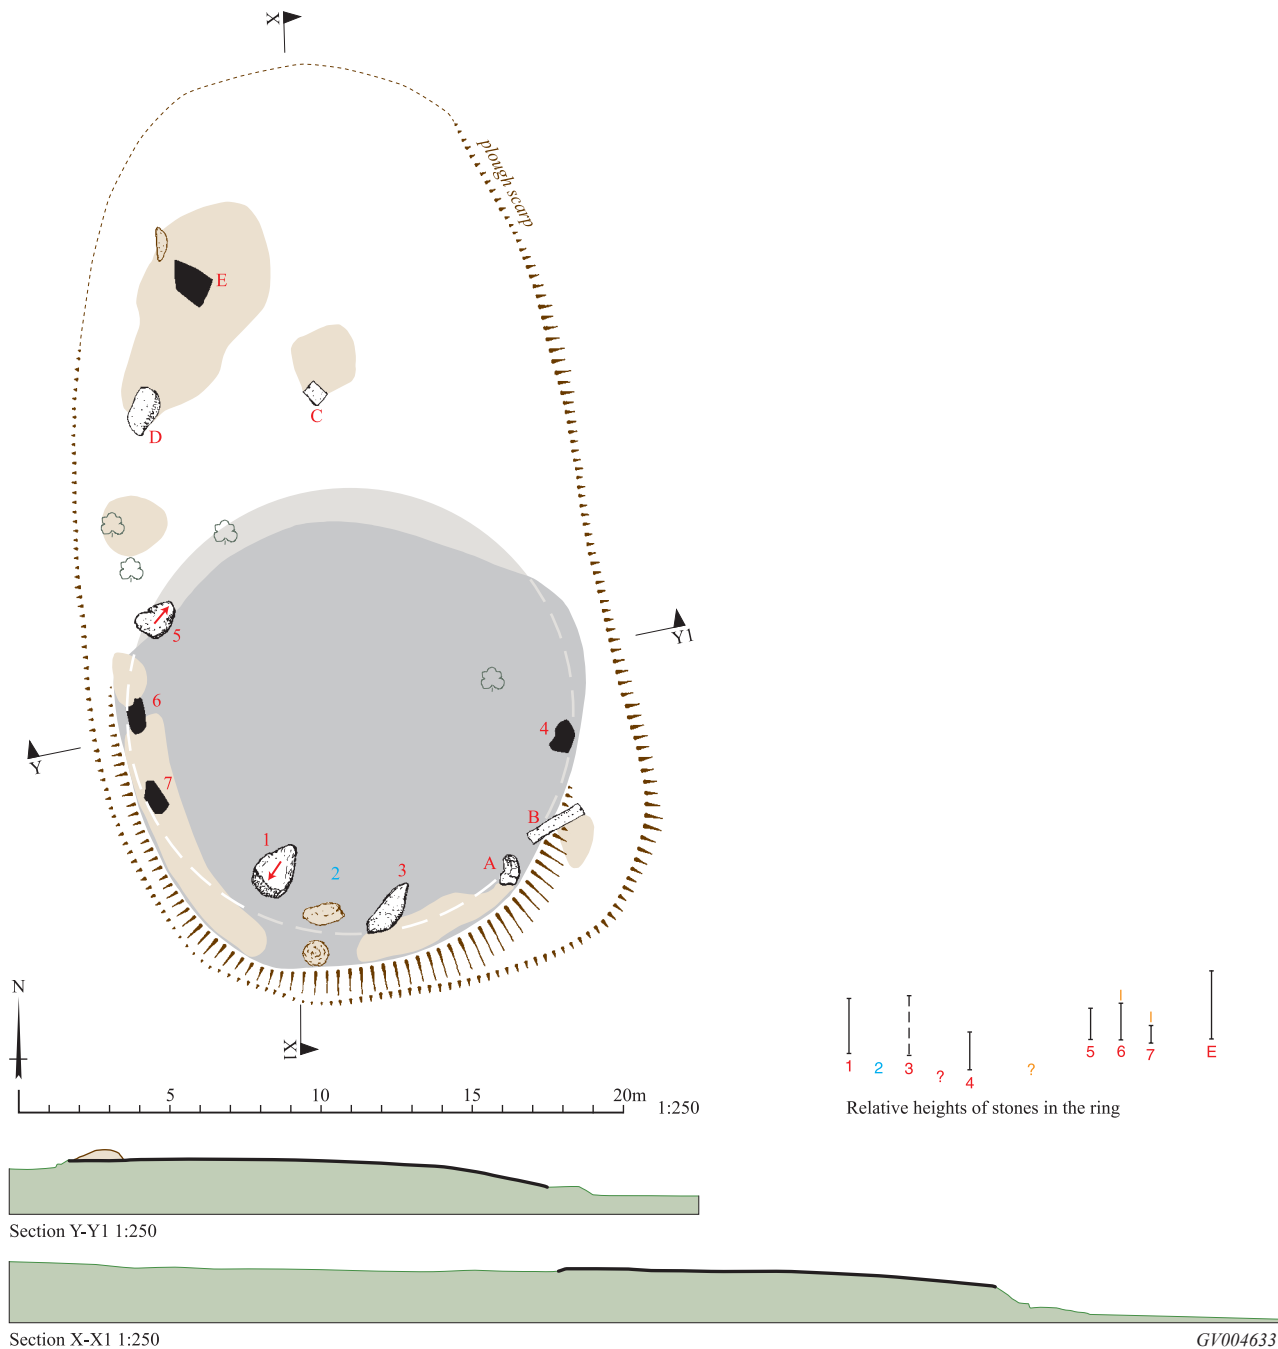 X
plough scarp
E
C
D
5
Y1
6
4
7
B
1
2
3
A
Y
X1
N
5 10 15 20m 1:250
1 2 3 ? 4 ? 5 6 7 E
Relative heights of stones in the ring
Section Y-Y1 1:250
Section X-X1 1:250
GV004633